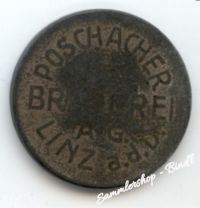 POSCHACHER
BRAUEREI
A.G.
LINZ a.d.D.
Sammlershop - Bindl